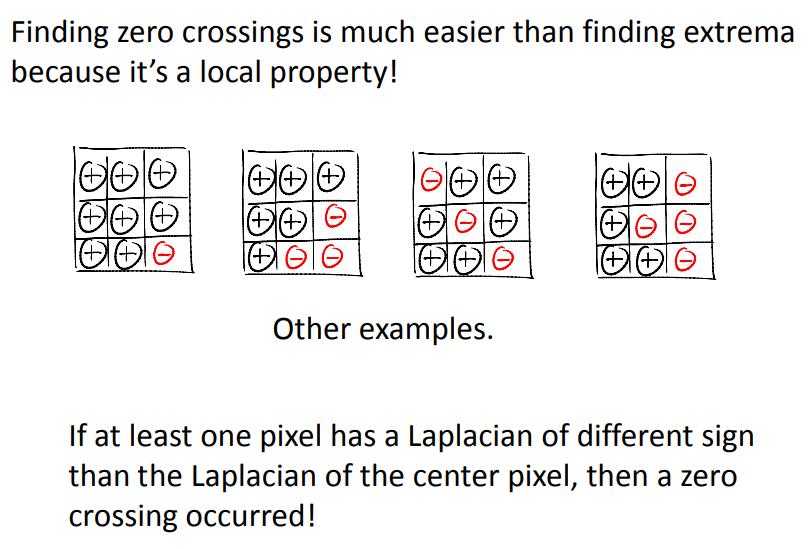 Finding zero crossings is much easier than finding extrema
because it’s a local property!
+ + + + + + + + -
+ + + + + - + - -
- + + + - + + + -
+ + - + - - + + -
Other examples.
If at least one pixel has a Laplacian of different sign
than the Laplacian of the center pixel, then a zero
crossing occurred!